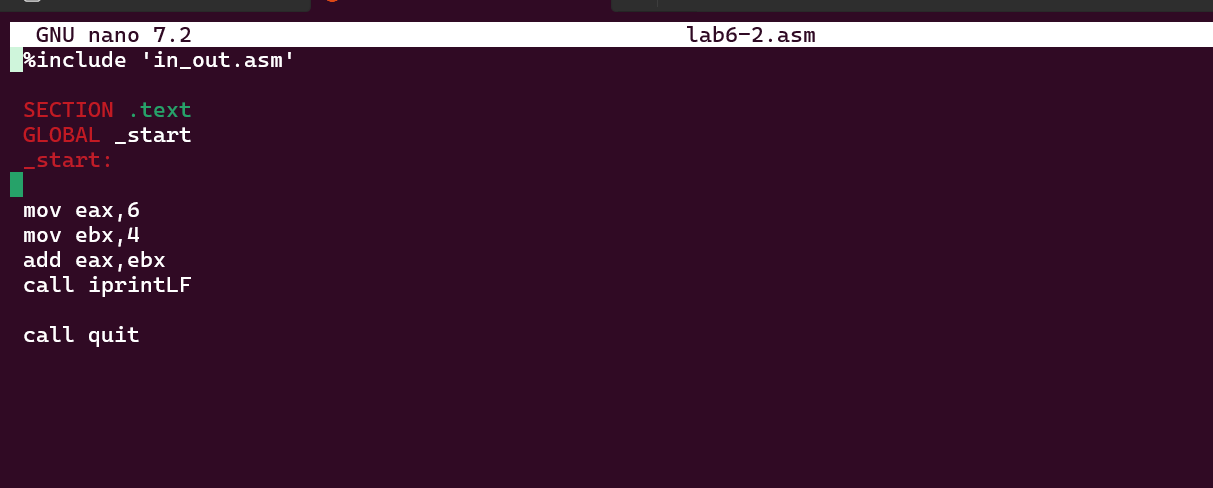 GNU nano 7.2 lab6-2.asm
%include 'in_out.asm'
SECTION .text
GLOBAL _start
_start:
mov eax,6
mov ebx,4
add eax,ebx
call iprintLF
call quit